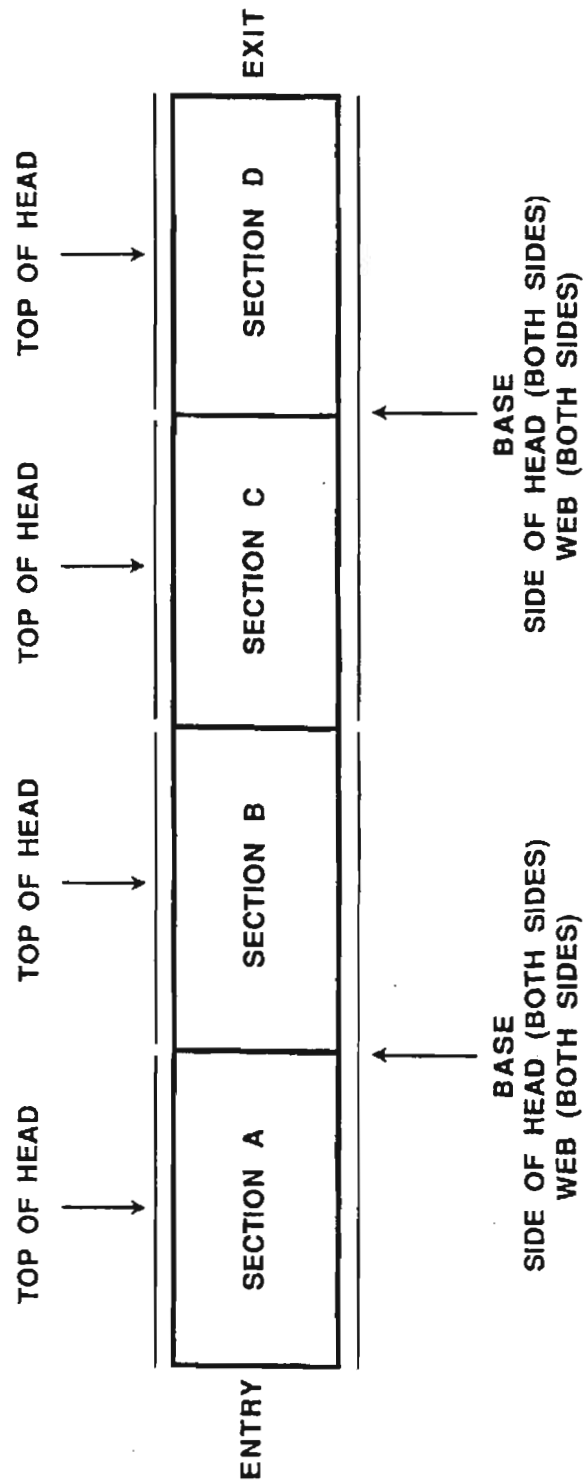 TOP OF HEAD
TOP OF HEAD
TOP OF HEAD
TOP OF HEAD
ENTRY
SECTION A
SECTION B
SECTION C
SECTION D
EXIT
BASE
SIDE OF HEAD (BOTH SIDES)
WEB (BOTH SIDES)
BASE
SIDE OF HEAD (BOTH SIDES)
WEB (BOTH SIDES)